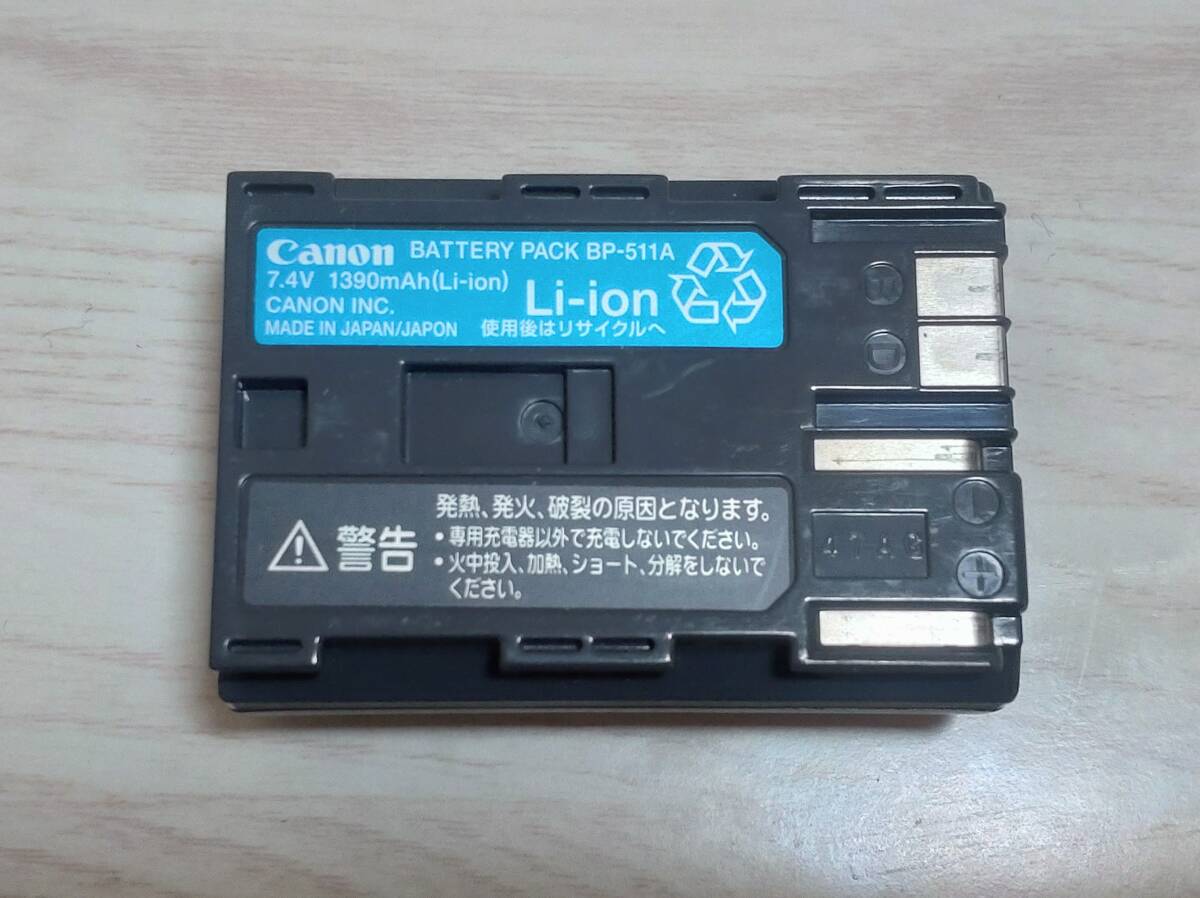 Canon BATTERY PACK BP-511A
7.4V 1390mAh(Li-ion)
Li-ion
CANON INC.
MADE IN JAPAN/JAPON 使用後はリサイクルへ
警告
発熱、発火、破裂の原因となります。
・専用充電器以外で充電しないでください。
・火中投入、加熱、ショート、分解をしないで
ください。
D
−
+